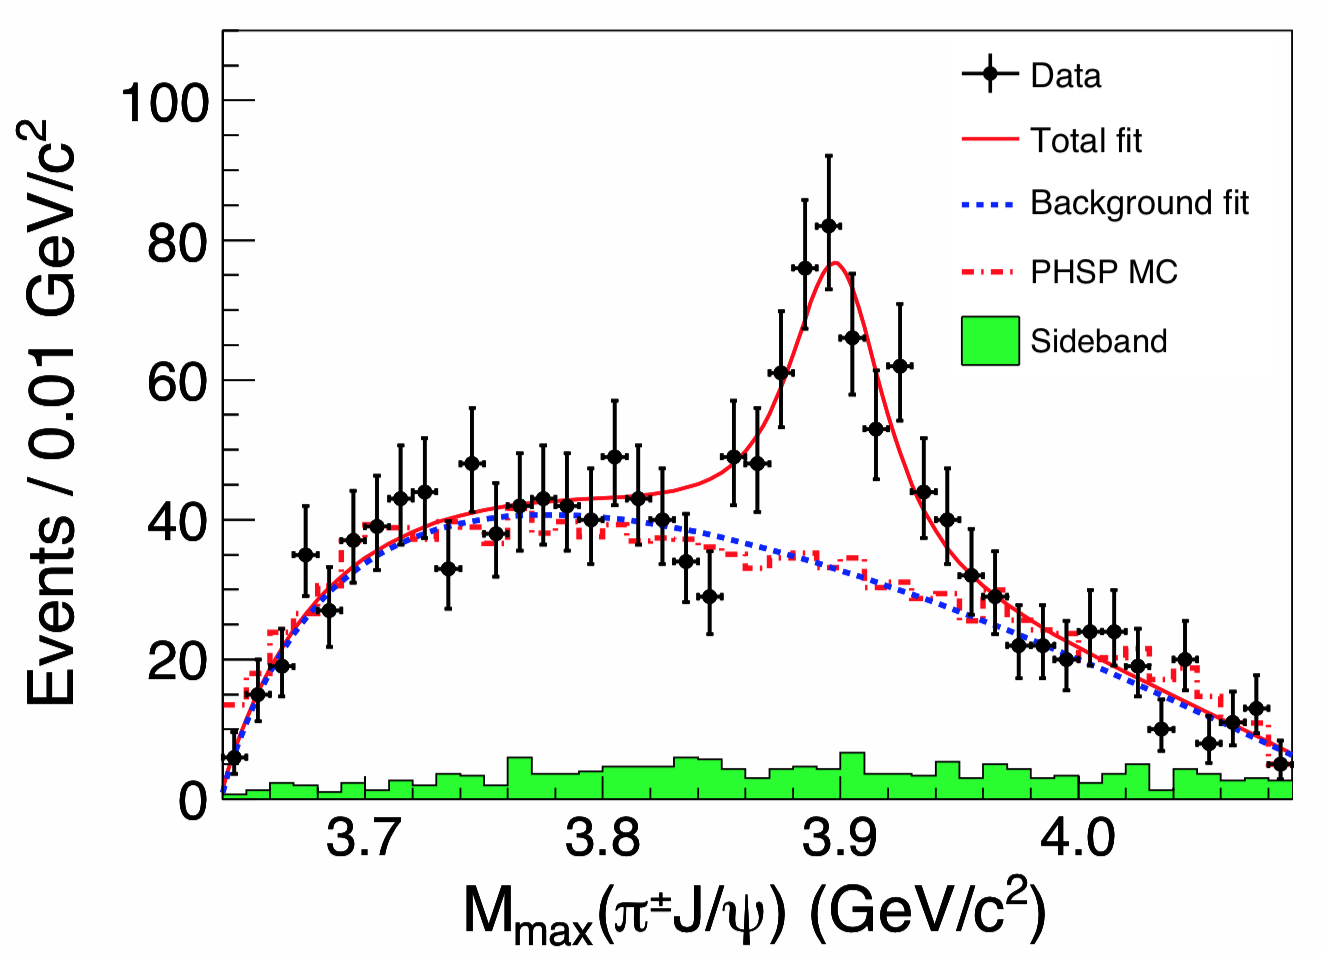 Events / 0.01 GeV/c²
100
80
60
40
20
0
Data
Total fit
Background fit
PHSP MC
Sideband
3.7 3.8 3.9 4.0
Mmax(π±J/ψ) (GeV/c²)